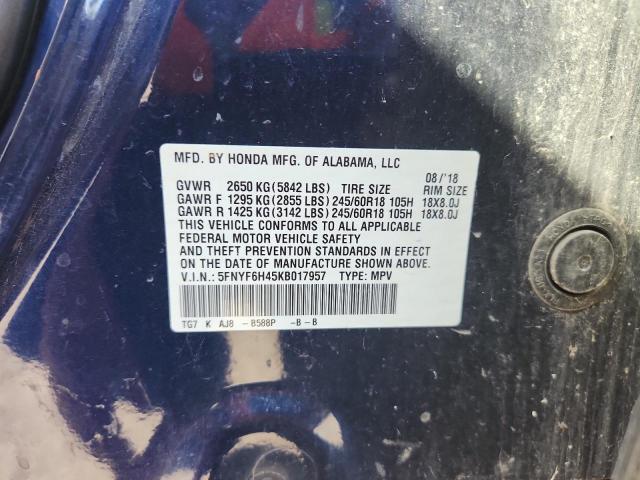 MFD. BY HONDA MFG. OF ALABAMA, LLC
08/'18
GVWR 2650 KG (5842 LBS) TIRE SIZE RIM SIZE
GAWR F 1295 KG (2855 LBS) 245/60R18 105H 18X8.0J
GAWR R 1425 KG (3142 LBS) 245/60R18 105H 18X8.0J
THIS VEHICLE CONFORMS TO ALL APPLICABLE
FEDERAL MOTOR VEHICLE SAFETY
AND THEFT PREVENTION STANDARDS IN EFFECT
ON THE DATE OF MANUFACTURE SHOWN ABOVE.
V.I.N.: 5FNYF6H45KB017957 TYPE: MPV
TG7 K AJ8 -B588P -B-B